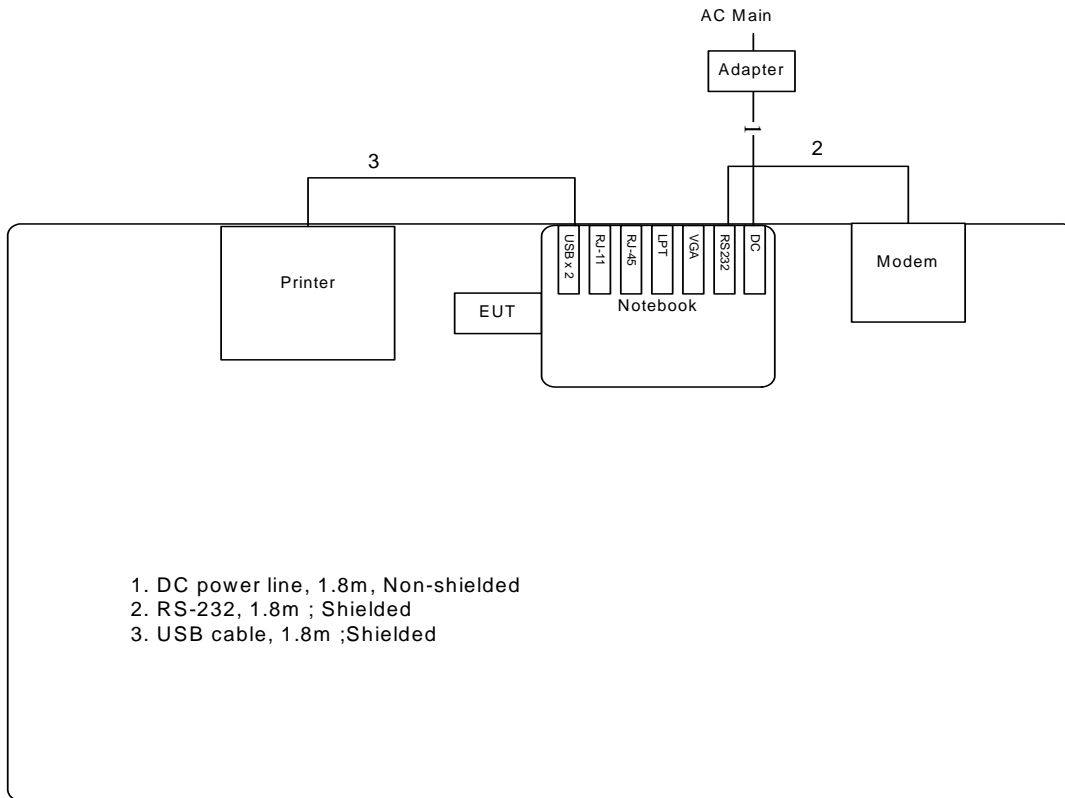 AC Main
Adapter
1
3
2
USB x 2
RJ-11
RJ-45
LPT
VGA
RS232
DC
Printer
Modem
EUT
Notebook
1. DC power line, 1.8m, Non-shielded
2. RS-232, 1.8m ; Shielded
3. USB cable, 1.8m ;Shielded